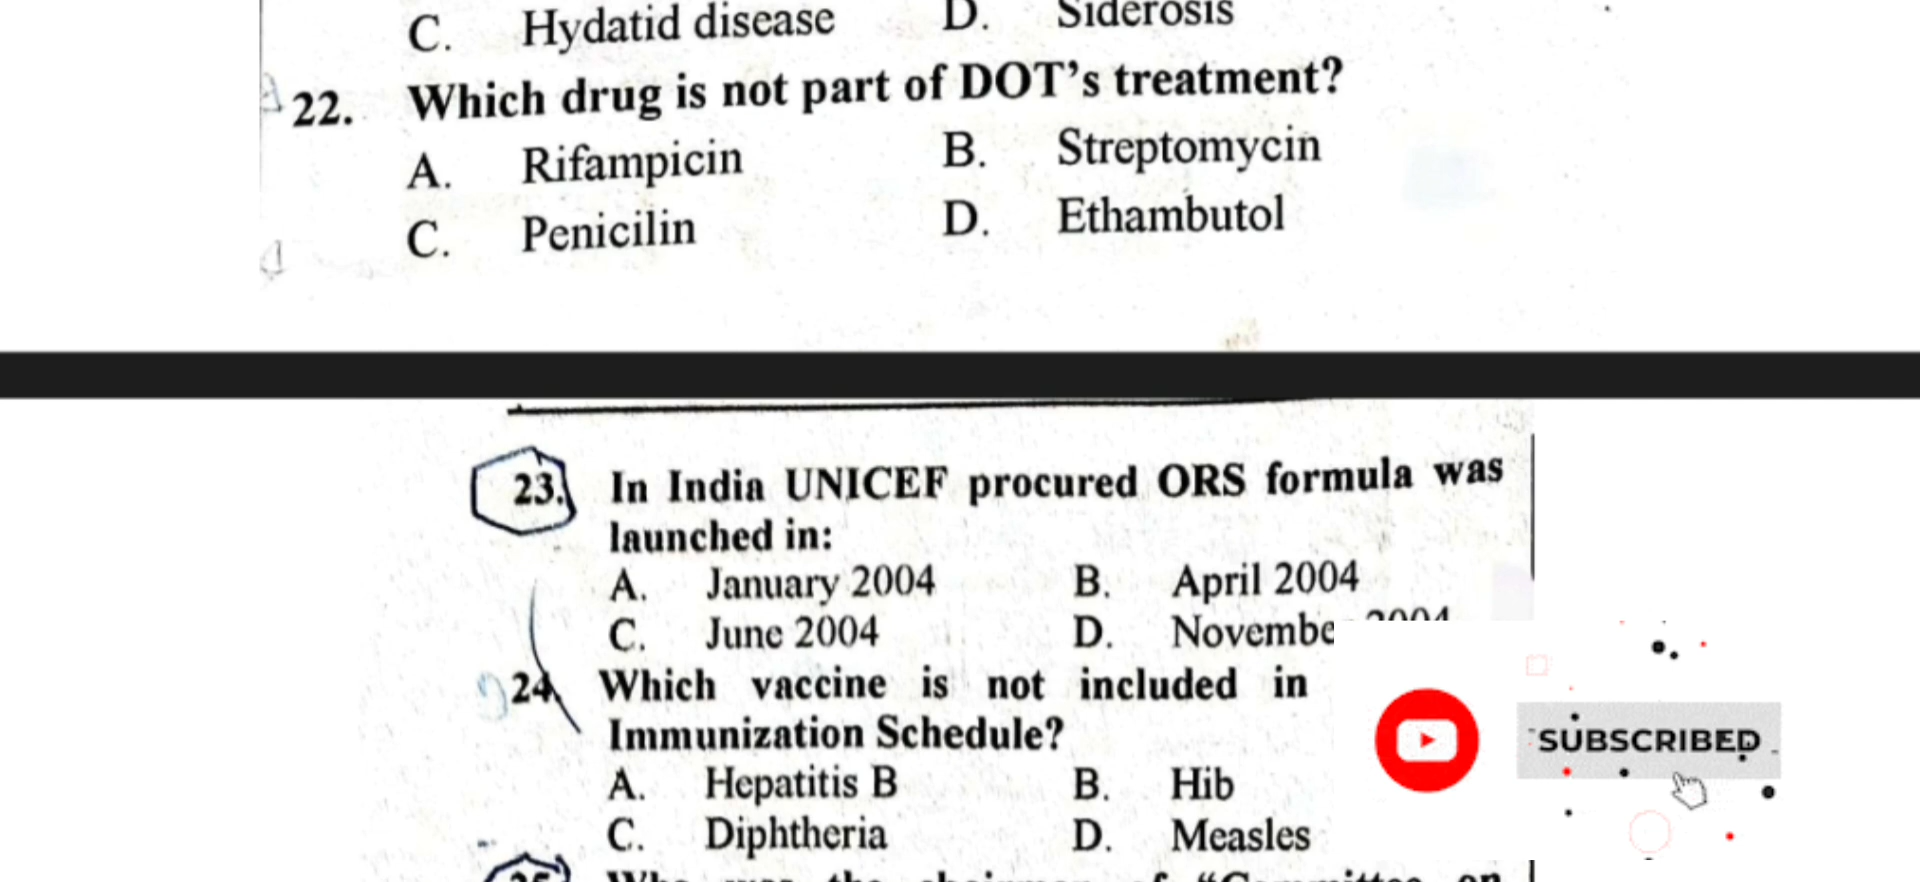 C. Hydatid disease D. Siderosis
22. Which drug is not part of DOT's treatment?
A. Rifampicin B. Streptomycin
C. Penicilin D. Ethambutol
23. In India UNICEF procured ORS formula was
launched in:
A. January 2004 B. April 2004
C. June 2004 D. Novembe 2004
24. Which vaccine is not included in
Immunization Schedule?
A. Hepatitis B B. Hib
SUBSCRIBED
C. Diphtheria D. Measles